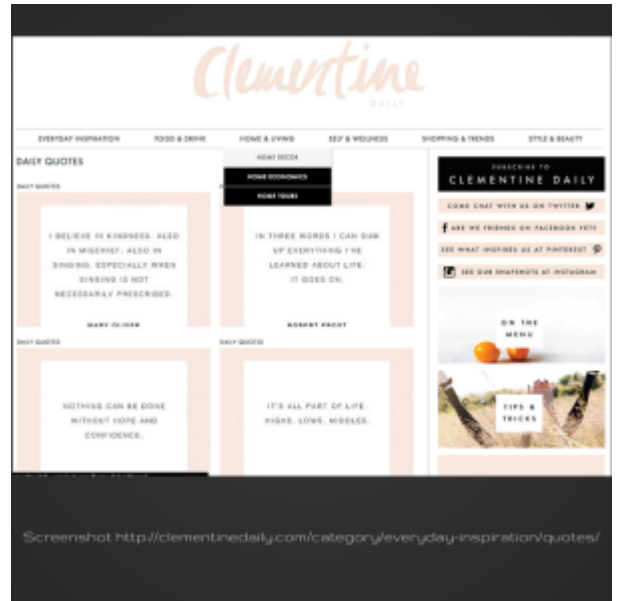 Clementine
DAILY
EVERYDAY INSPIRATION FOOD & DRINK HOME & LIVING SELF & WELLNESS SHOPPING & TRENDS STYLE & BEAUTY
DAILY QUOTES
HOME DECOR
HOME ECONOMICS
HOME TOURS
DAILY QUOTES
I BELIEVE IN KINDNESS. ALSO
IN MISCHIEF. ALSO IN
SINGING, ESPECIALLY WHEN
SINGING IS NOT
NECESSARILY PRESCRIBED.
MARY OLIVER
IN THREE WORDS I CAN SUM
UP EVERYTHING I'VE
LEARNED ABOUT LIFE.
IT GOES ON.
ROBERT FROST
DAILY QUOTES
NOTHING CAN BE DONE
WITHOUT HOPE AND
CONFIDENCE.
DAILY QUOTES
IT'S ALL PART OF LIFE.
HIGHS, LOWS, MIDDLES.
SUBSCRIBE TO
CLEMENTINE DAILY
COME CHAT WITH US ON TWITTER
ARE WE FRIENDS ON FACEBOOK YET?
SEE WHAT INSPIRES US AT PINTEREST
SEE OUR SNAPSHOTS AT INSTAGRAM
ON THE
MENU
TIPS &
TRICKS
Screenshot http://clementinedaily.com/category/everyday-inspiration/quotes/